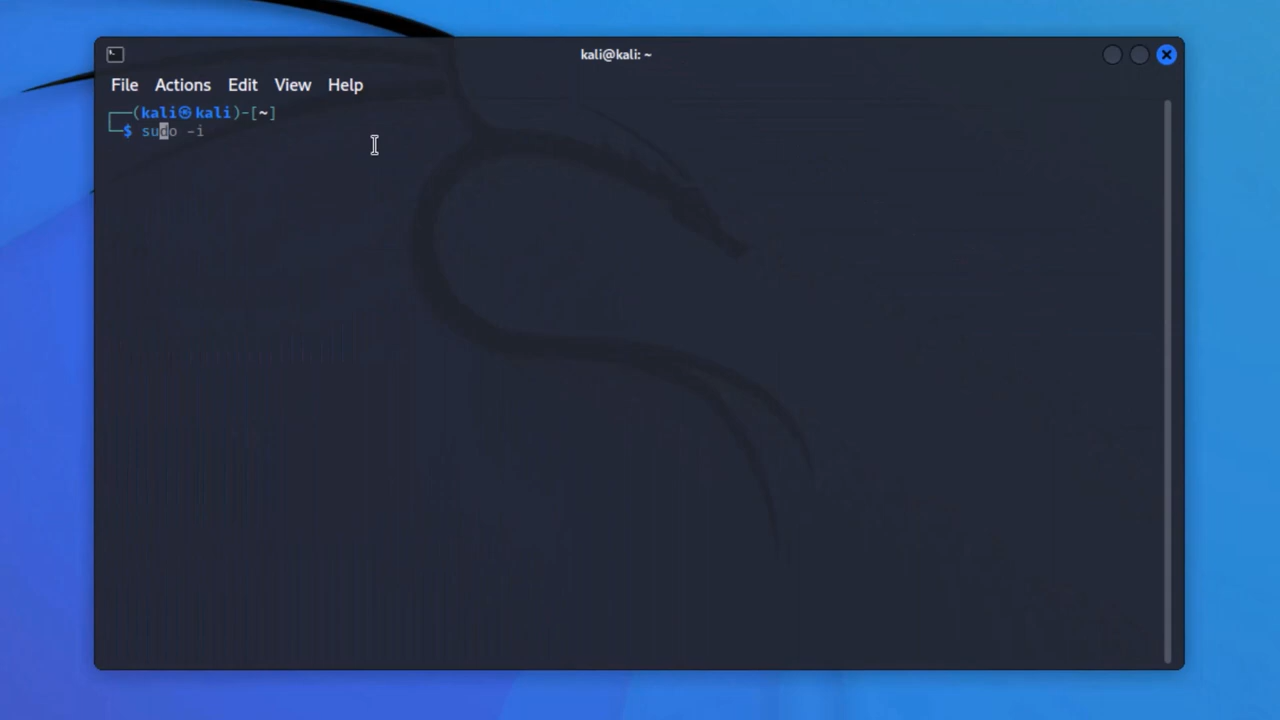 kali@kali: ~
File Actions Edit View Help
┌──(kali㉿kali)-[~]
└─$ sudo -i